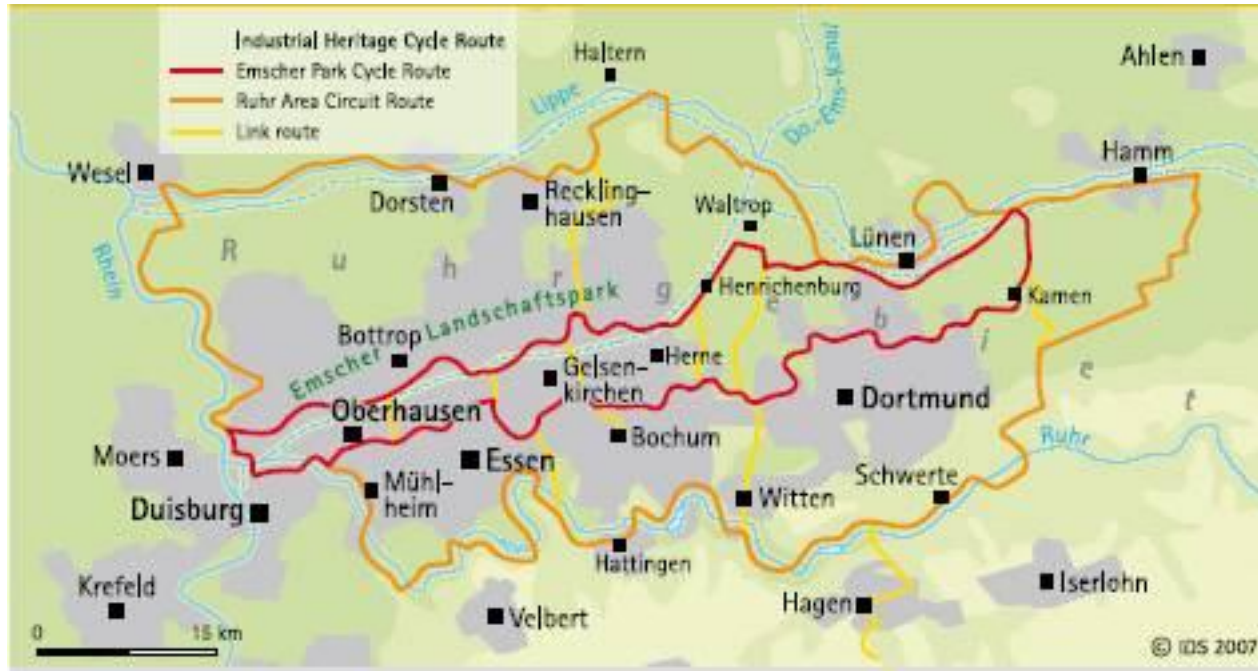 Industrial Heritage Cycle Route
Emscher Park Cycle Route
Ruhr Area Circuit Route
Link route
Haltern
Ahlen
Lippe
Do.-Ems-Kanal
Wesel
Dorsten
Reckling-
hausen
Waltrop
Hamm
Lünen
Rhein
R u h r g e b i e t
Henrichenburg
Kamen
Emscher Landschaftspark
Bottrop
Herne
Gelsen-
kirchen
Oberhausen
Dortmund
Bochum
Ruhr
Moers
Essen
Mühl-
heim
Witten
Schwerte
Duisburg
Hattingen
Krefeld
Velbert
Hagen
Iserlohn
0 15 km
© IDS 2007